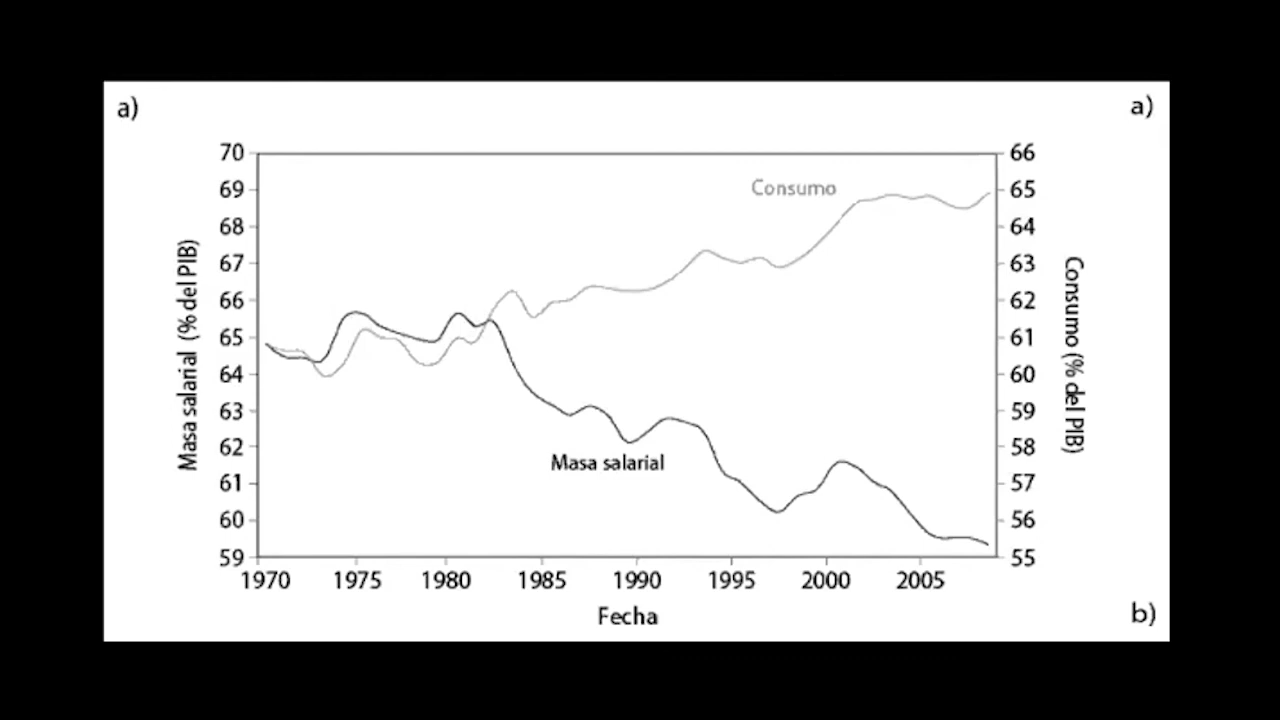 a)
a)
70
69
68
67
66
65
64
63
62
61
60
59
Masa salarial (% del PIB)
Consumo
Masa salarial
66
65
64
63
62
61
60
59
58
57
56
55
Consumo (% del PIB)
1970 1975 1980 1985 1990 1995 2000 2005
Fecha
b)